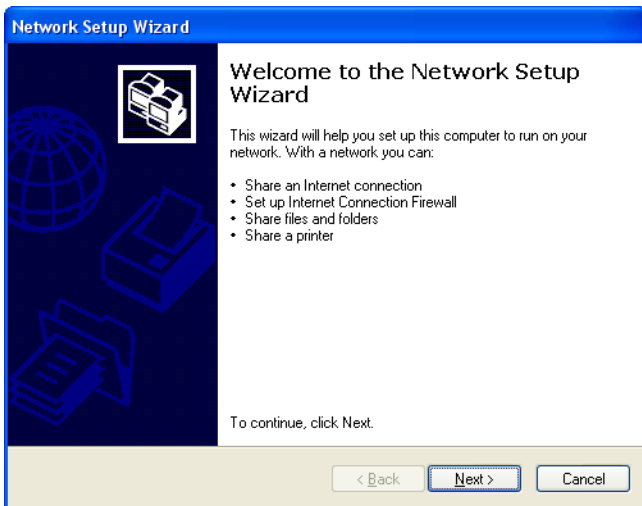 Network Setup Wizard
Welcome to the Network Setup
Wizard
This wizard will help you set up this computer to run on your
network. With a network you can:
• Share an Internet connection
• Set up Internet Connection Firewall
• Share files and folders
• Share a printer
To continue, click Next.
< Back
Next >
Cancel